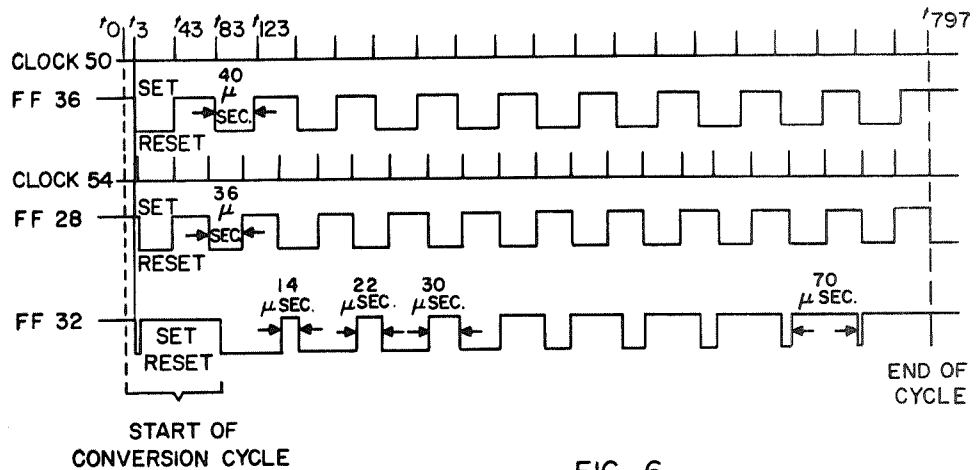 t0 t3 t43 t83 t123 t797
CLOCK 50
FF 36 SET 40 μ SEC.
RESET
CLOCK 54
FF 28 SET 36 μ SEC.
RESET
14 μ SEC. 22 μ SEC. 30 μ SEC. 70 μ SEC.
FF 32 SET
RESET
END OF
CYCLE
START OF
CONVERSION CYCLE
FIG. 6